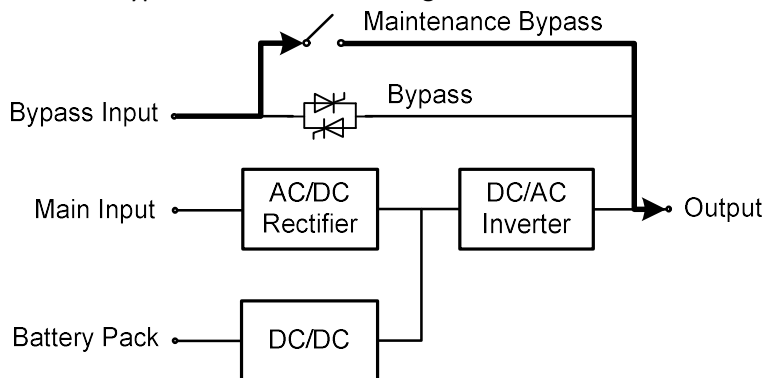 Maintenance Bypass
Bypass Input
Bypass
Main Input
AC/DC
Rectifier
DC/AC
Inverter
Output
Battery Pack
DC/DC